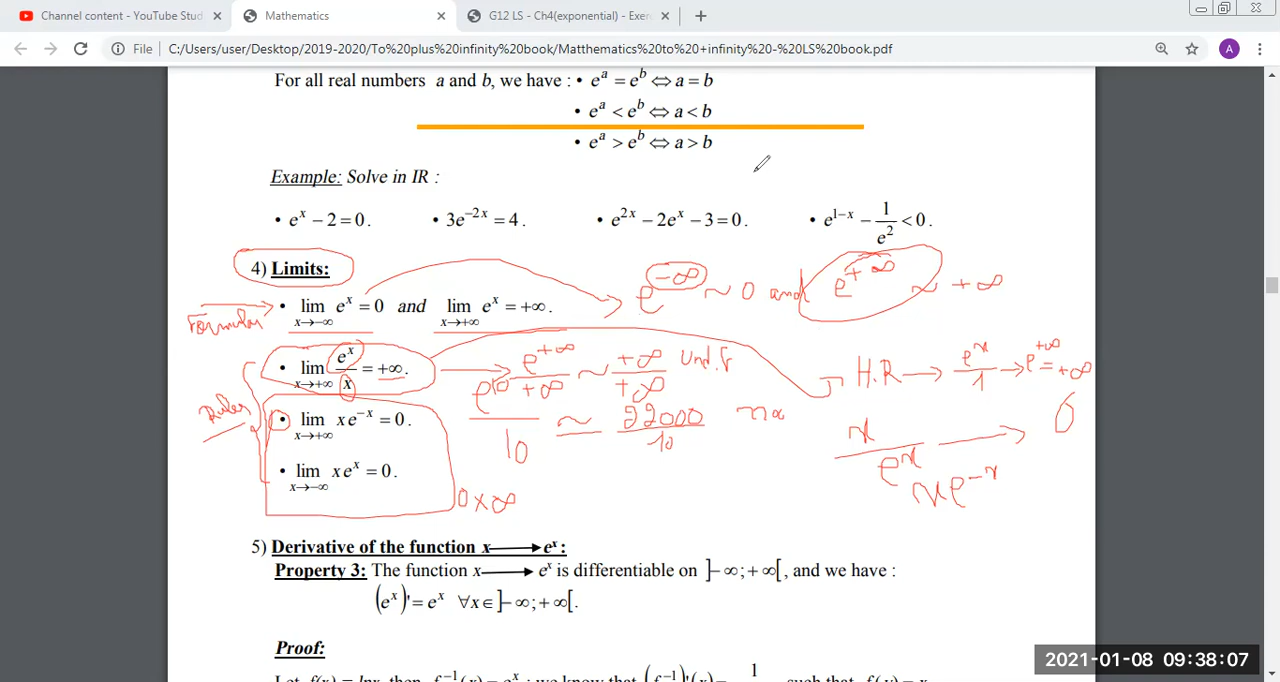 Channel content - YouTube Stud
Mathematics
G12 LS - Ch4(exponential) - Exer
File C:/Users/user/Desktop/2019-2020/To%20plus%20infinity%20book/Matthematics%20to%20+infinity%20-%20LS%20book.pdf
A
For all real numbers a and b, we have : • e^a = e^b ⇔ a = b
• e^a < e^b ⇔ a < b
• e^a > e^b ⇔ a > b
Example: Solve in IR :
• e^x − 2 = 0. • 3e^{−2x} = 4. • e^{2x} − 2e^x − 3 = 0. • e^{1−x} − 1/e^2 < 0.
4) Limits:
e^{−∞} ~ 0 and e^{+∞} ~ +∞
Formulas
• lim_{x→−∞} e^x = 0 and lim_{x→+∞} e^x = +∞.
• lim_{x→+∞} e^x/x = +∞. e^{+∞}/+∞ ~ +∞/+∞ Und.f H.R → e^x/1 → e^{+∞} = +∞
Rules
e^{10}/10 ≃ 22000/10
• lim_{x→+∞} x e^{−x} = 0.
x/e^x → 0
• lim_{x→−∞} x e^x = 0.
xe^{−x}
0×∞
5) Derivative of the function x → e^x:
Property 3: The function x → e^x is differentiable on ]−∞;+∞[, and we have :
(e^x)' = e^x ∀x∈]−∞;+∞[.
Proof:
2021-01-08 09:38:07